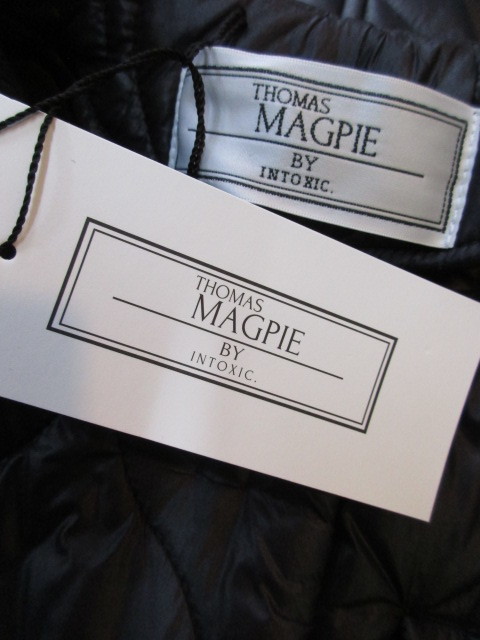 THOMAS
MAGPIE
BY
INTOXIC.
THOMAS
MAGPIE
BY
INTOXIC.